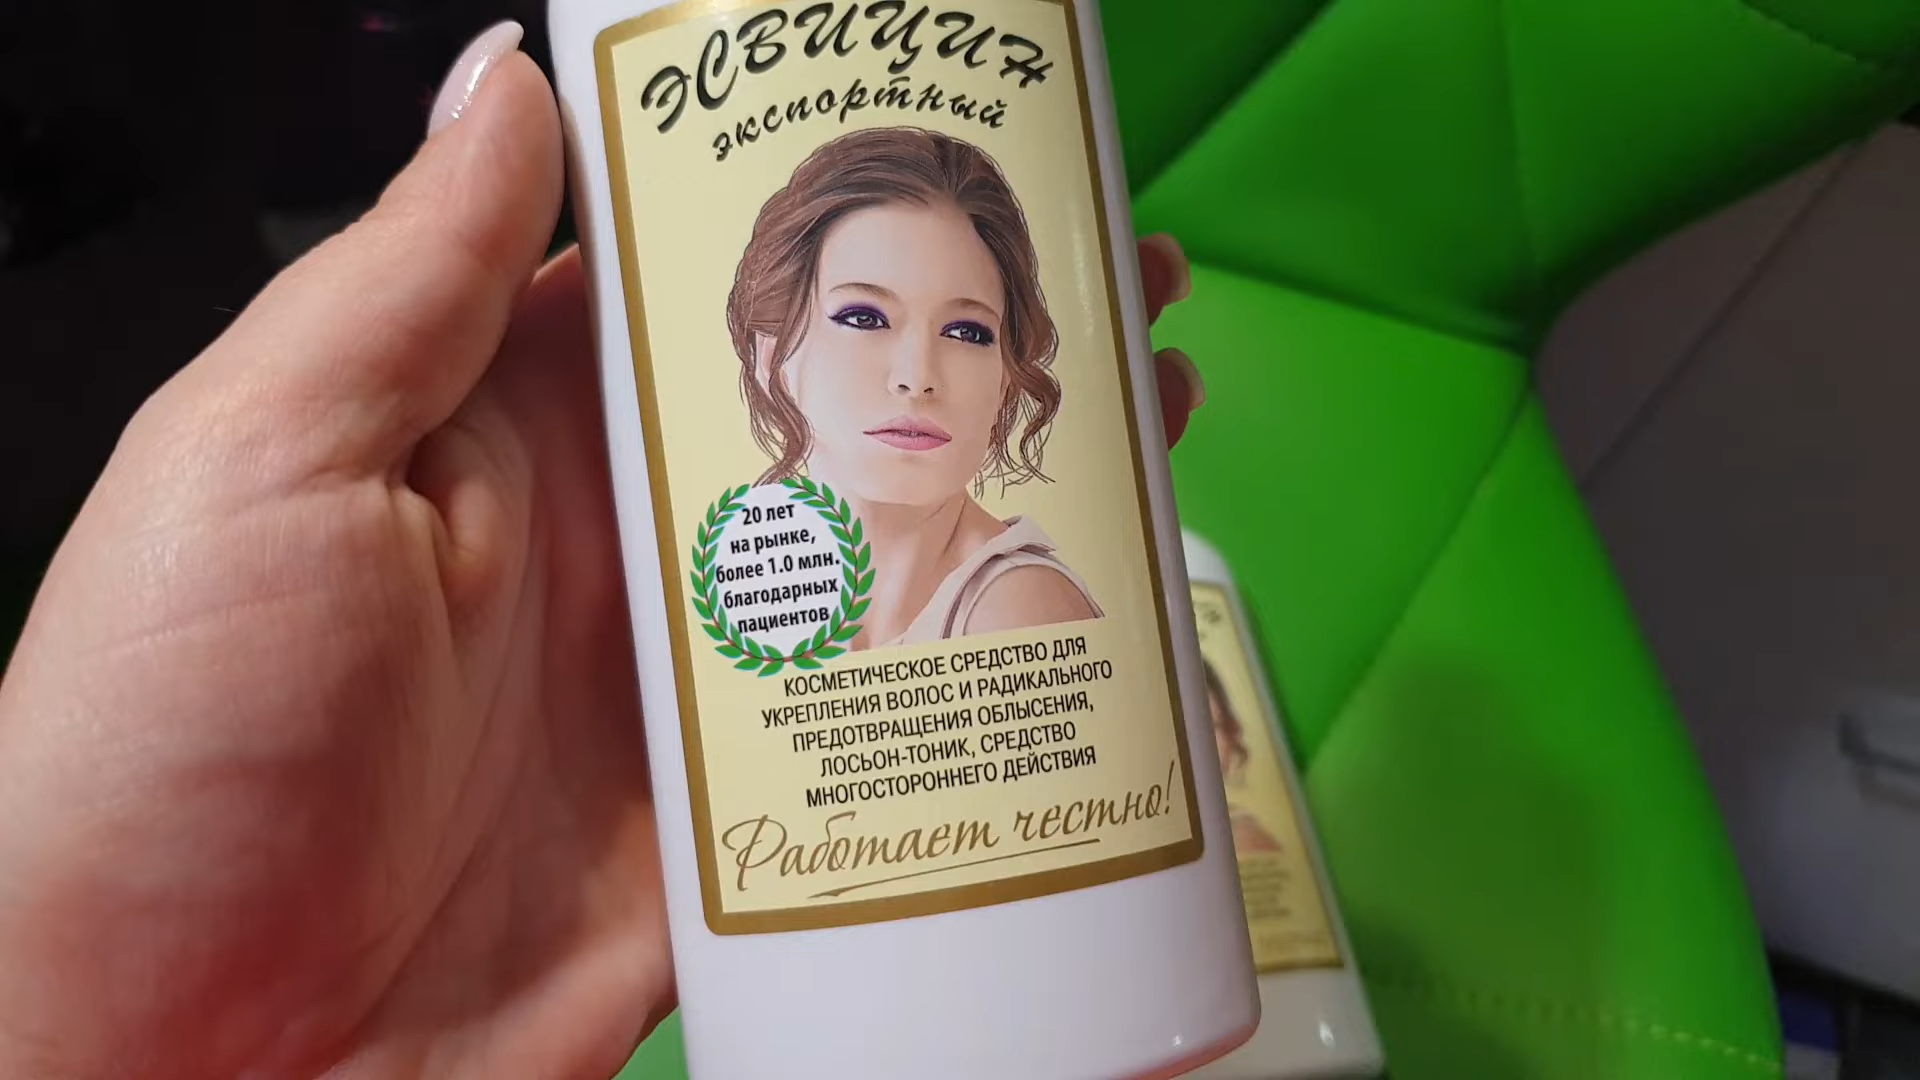 ЭСВИЦИН
экспортный
20 лет
на рынке,
более 1.0 млн.
благодарных
пациентов
КОСМЕТИЧЕСКОЕ СРЕДСТВО ДЛЯ
УКРЕПЛЕНИЯ ВОЛОС И РАДИКАЛЬНОГО
ПРЕДОТВРАЩЕНИЯ ОБЛЫСЕНИЯ,
ЛОСЬОН-ТОНИК, СРЕДСТВО
МНОГОСТОРОННЕГО ДЕЙСТВИЯ
Работает честно!